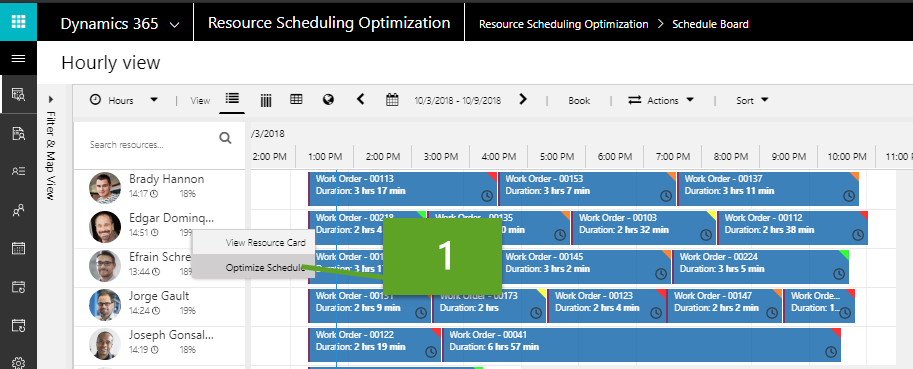 Dynamics 365
Resource Scheduling Optimization
Resource Scheduling Optimization > Schedule Board
Hourly view
Filter & Map View
Hours
View
10/3/2018 - 10/9/2018
Book
Actions
Sort
Search resources...
/3/2018
2:00 PM 1:00 PM 2:00 PM 3:00 PM 4:00 PM 5:00 PM 6:00 PM 7:00 PM 8:00 PM 9:00 PM 10:00 PM 11:00
Brady Hannon
14:17 18%
Work Order - 00113
Duration: 3 hrs 17 min
Work Order - 00153
Duration: 3 hrs 7 min
Work Order - 00137
Duration: 3 hrs 11 min
Edgar Doming...
14:51 19%
Work Order -
Duration: 2 hrs 4
00135
0 min
Work Order - 00103
Duration: 2 hrs 32 min
Work Order - 00112
Duration: 2 hrs 38 min
View Resource Card
Optimize Schedule
1
Efrain Schre
13:44 18%
Work Order - 001
Duration: 3 hrs 1
Work Order - 00145
Duration: 3 hrs 2 min
Work Order - 00224
Duration: 3 hrs 5 min
Jorge Gault
14:24 19%
Work Order - 00151
Duration: 2 hrs 9 min
Work Order - 00173
Duration: 2 hrs
Work Order - 00123
Duration: 2 hrs 4 min
Work Order - 00147
Duration: 2 hrs 2 min
Work Orde...
Duration: 1...
Joseph Gonsal...
14:19 18%
Work Order - 00122
Duration: 2 hrs 19 min
Work Order - 00041
Duration: 6 hrs 57 min